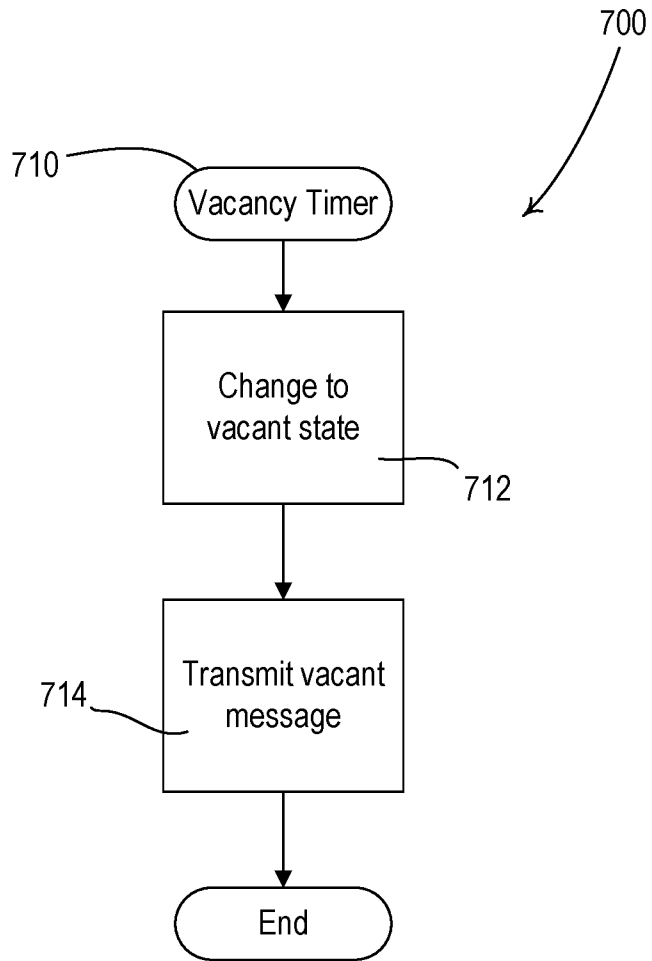 700
710
Vacancy Timer
Change to
vacant state
712
Transmit vacant
714
message
End